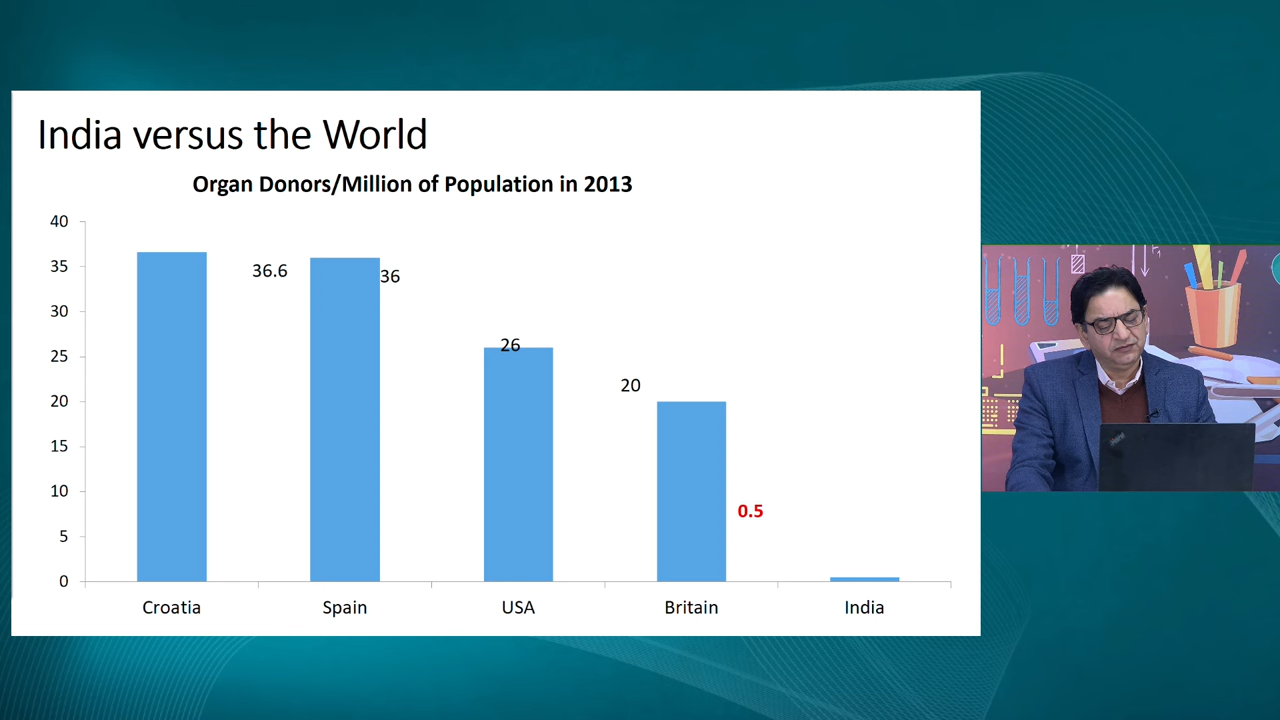 India versus the World
Organ Donors/Million of Population in 2013
40
35
30
25
20
15
10
5
0
36.6
36
26
20
0.5
Croatia
Spain
USA
Britain
India